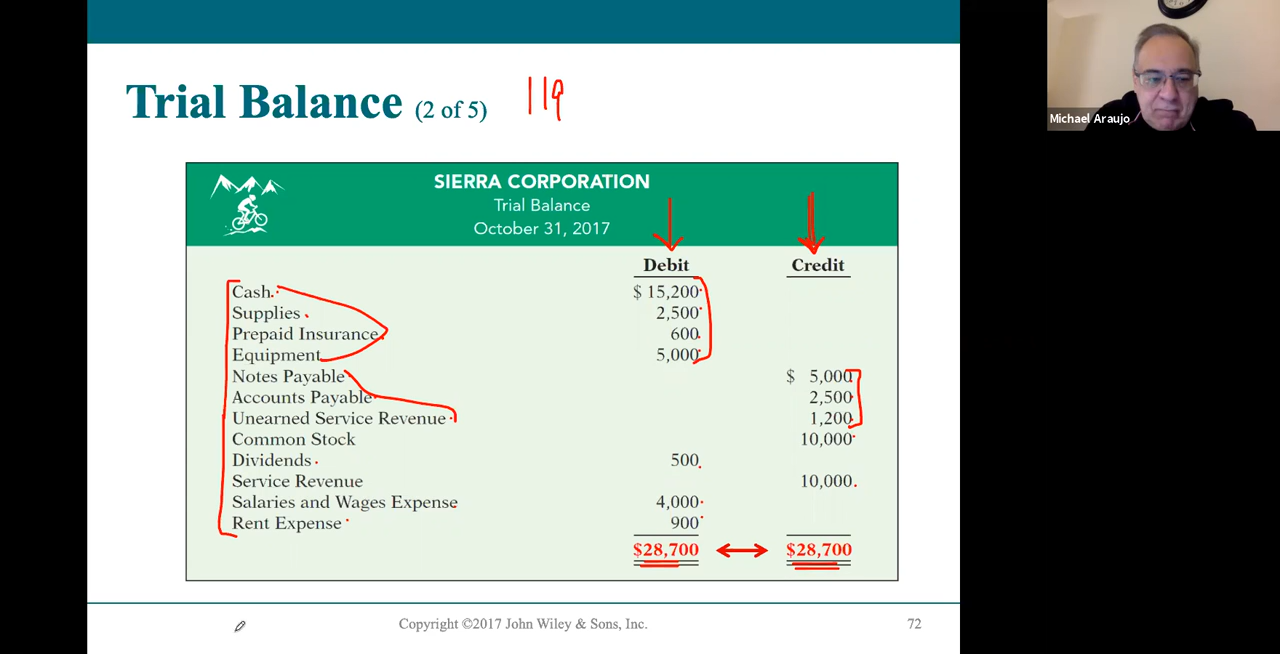 Trial Balance (2 of 5) 119
Michael Araujo
SIERRA CORPORATION
Trial Balance
October 31, 2017
Debit Credit
Cash $ 15,200
Supplies 2,500
Prepaid Insurance 600
Equipment 5,000
Notes Payable $ 5,000
Accounts Payable 2,500
Unearned Service Revenue 1,200
Common Stock 10,000
Dividends 500
Service Revenue 10,000
Salaries and Wages Expense 4,000
Rent Expense 900
$28,700 $28,700
Copyright ©2017 John Wiley & Sons, Inc. 72